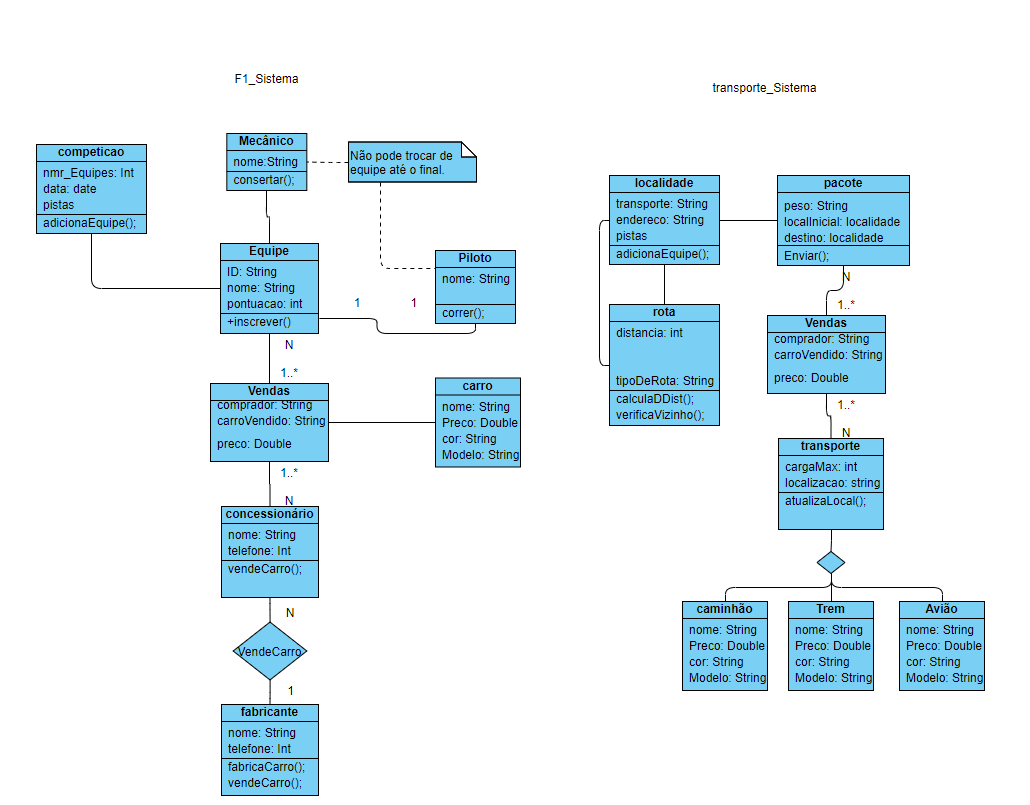 F1_Sistema
competicao
nmr_Equipes: Int
data: date
pistas
adicionaEquipe();
Mecânico
nome:String
consertar();
Não pode trocar de
equipe até o final.
Equipe
ID: String
nome: String
pontuacao: int
+inscrever()
Piloto
nome: String
correr();
1
1
N
1..*
Vendas
comprador: String
carroVendido: String
preco: Double
carro
nome: String
Preco: Double
cor: String
Modelo: String
1..*
N
concessionário
nome: String
telefone: Int
vendeCarro();
N
VendeCarro
1
fabricante
nome: String
telefone: Int
fabricaCarro();
vendeCarro();
transporte_Sistema
localidade
transporte: String
endereco: String
pistas
adicionaEquipe();
pacote
peso: String
localInicial: localidade
destino: localidade
Enviar();
rota
distancia: int
tipoDeRota: String
calculaDDist();
verificaVizinho();
N
1..*
Vendas
comprador: String
carroVendido: String
preco: Double
1..*
N
transporte
cargaMax: int
localizacao: string
atualizaLocal();
caminhão
nome: String
Preco: Double
cor: String
Modelo: String
Trem
nome: String
Preco: Double
cor: String
Modelo: String
Avião
nome: String
Preco: Double
cor: String
Modelo: String